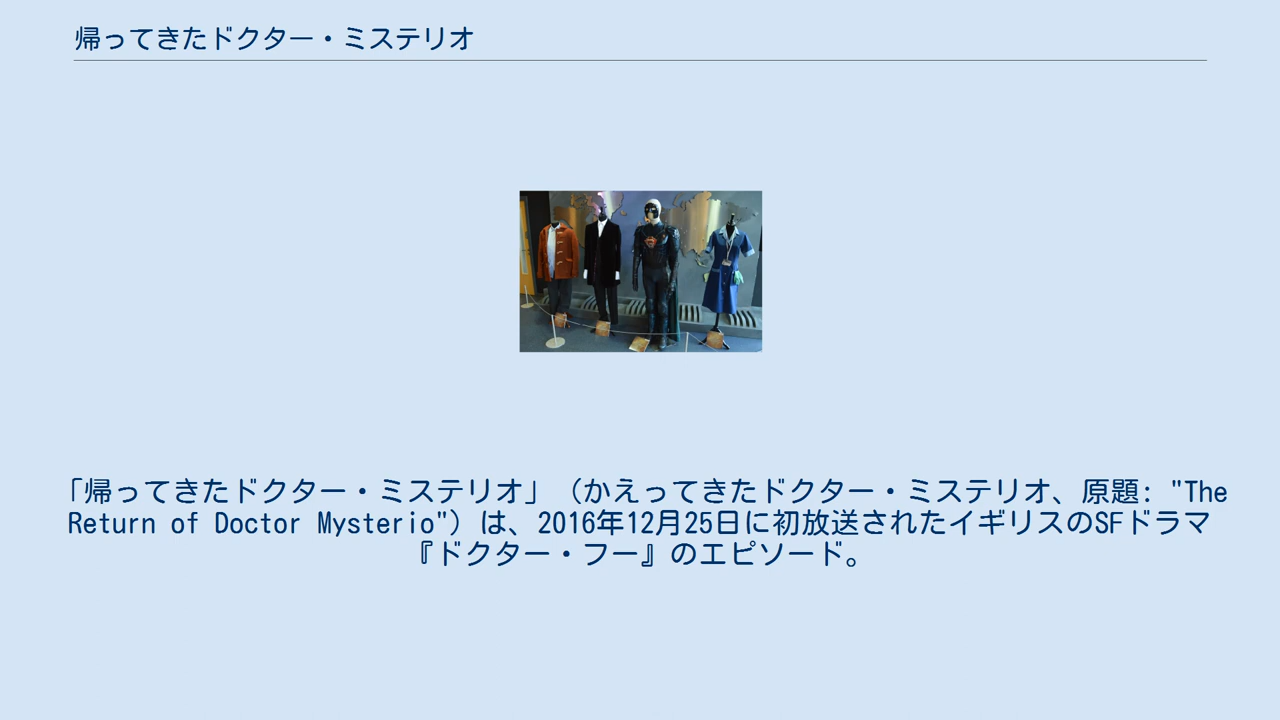 帰ってきたドクター・ミステリオ
「帰ってきたドクター・ミステリオ」（かえってきたドクター・ミステリオ、原題: "The
Return of Doctor Mysterio"）は、2016年12月25日に初放送されたイギリスのSFドラマ
『ドクター・フー』のエピソード。